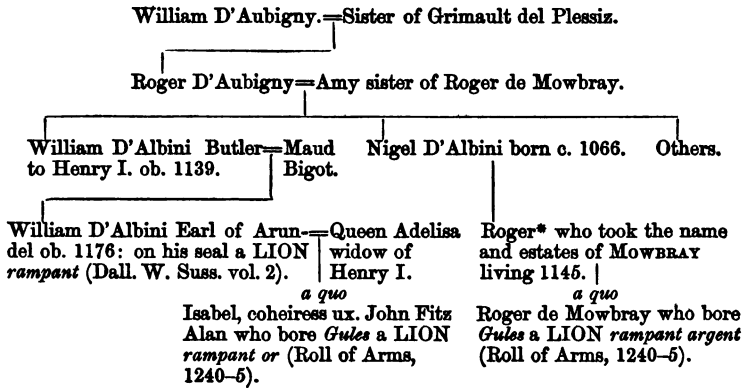 William D'Aubigny.=Sister of Grimault del Plessiz.
Roger D'Aubigny=Amy sister of Roger de Mowbray.
William D'Albini Butler=Maud
to Henry I. ob. 1139. Bigot.
Nigel D'Albini born c. 1066.
Others.
William D'Albini Earl of Arun-=Queen Adelisa
del ob. 1176: on his seal a LION widow of
rampant (Dall. W. Suss. vol. 2). Henry I.
a quo
Isabel, coheiress ux. John Fitz
Alan who bore Gules a LION
rampant or (Roll of Arms,
1240–5).
Roger* who took the name
and estates of MOWBRAY
living 1145.
a quo
Roger de Mowbray who bore
Gules a LION rampant argent
(Roll of Arms, 1240–5).